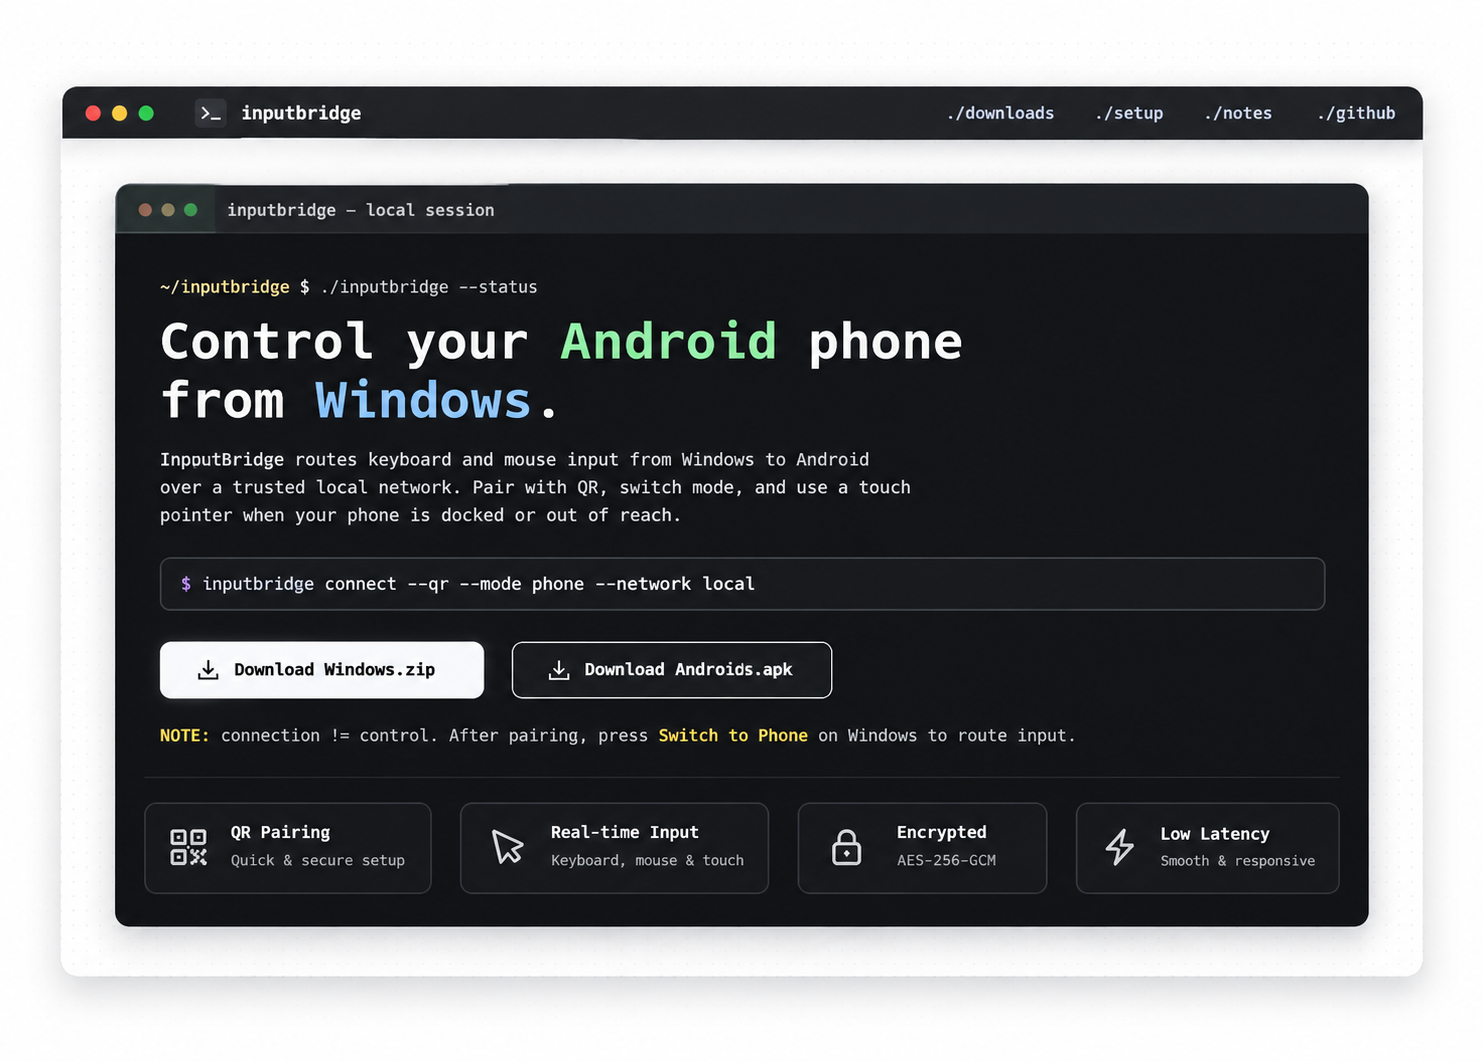 >_ inputbridge ./downloads ./setup ./notes ./github
inputbridge — local session
~/inputbridge $ ./inputbridge --status
Control your Android phone
from Windows.
InpputBridge routes keyboard and mouse input from Windows to Android
over a trusted local network. Pair with QR, switch mode, and use a touch
pointer when your phone is docked or out of reach.
$ inputbridge connect --qr --mode phone --network local
Download Windows.zip
Download Androids.apk
NOTE: connection != control. After pairing, press Switch to Phone on Windows to route input.
QR Pairing
Quick & secure setup
Real-time Input
Keyboard, mouse & touch
Encrypted
AES-256-GCM
Low Latency
Smooth & responsive